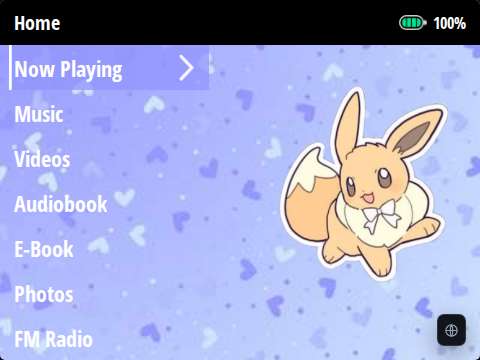 Home
100%
Now Playing
Music
Videos
Audiobook
E-Book
Photos
FM Radio